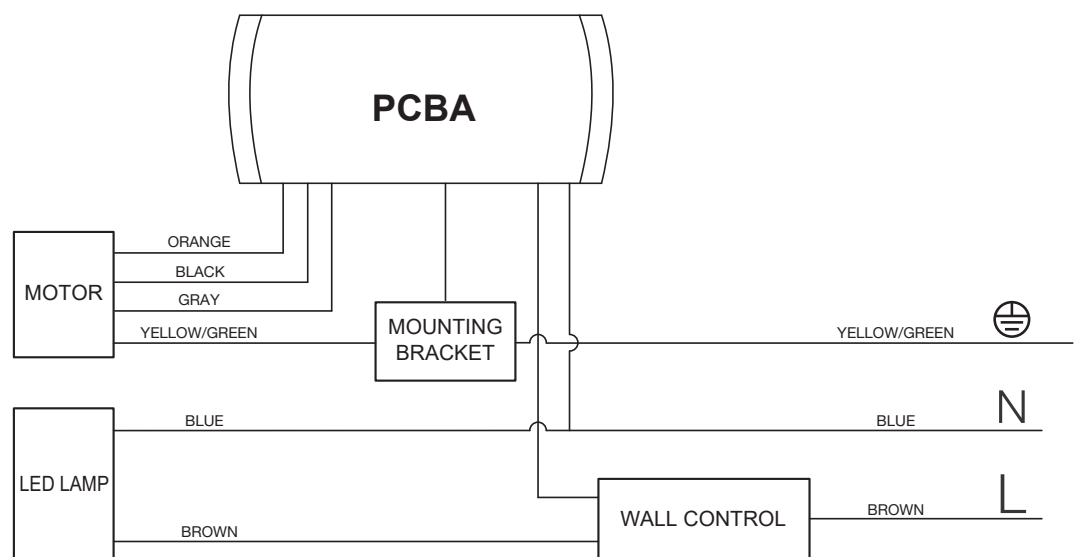 PCBA
ORANGE
BLACK
GRAY
MOTOR
YELLOW/GREEN
MOUNTING
BRACKET
YELLOW/GREEN
BLUE
BLUE
N
LED LAMP
BROWN
WALL CONTROL
BROWN
L